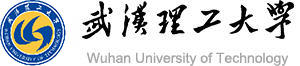 武漢理工大學
Wuhan University of Technology